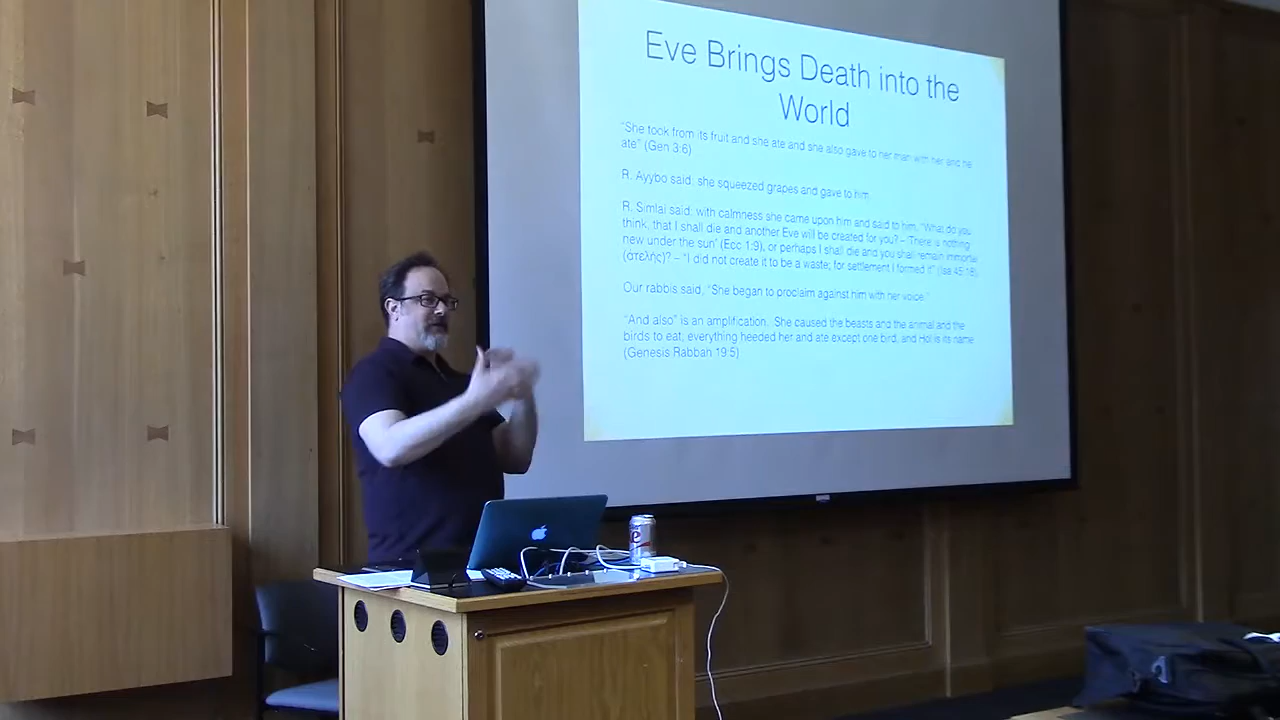 Eve Brings Death into the
World
“She took from its fruit and she ate and she also gave to her man with her and he
ate” (Gen 3:6)
R. Ayybo said: she squeezed grapes and gave to him.
R. Simlai said: with calmness she came upon him and said to him, “What do you
think, that I shall die and another Eve will be created for you? – ‘There is nothing
new under the sun’ (Ecc 1:9), or perhaps I shall die and you shall remain immortal
(ἀτελής)? – “I did not create it to be a waste; for settlement I formed it” (Isa 45:18)
Our rabbis said, “She began to proclaim against him with her voice.”
“And also” is an amplification. She caused the beasts and the animal and the
birds to eat, everything heeded her and ate except one bird, and Hol is its name
(Genesis Rabbah 19:5)